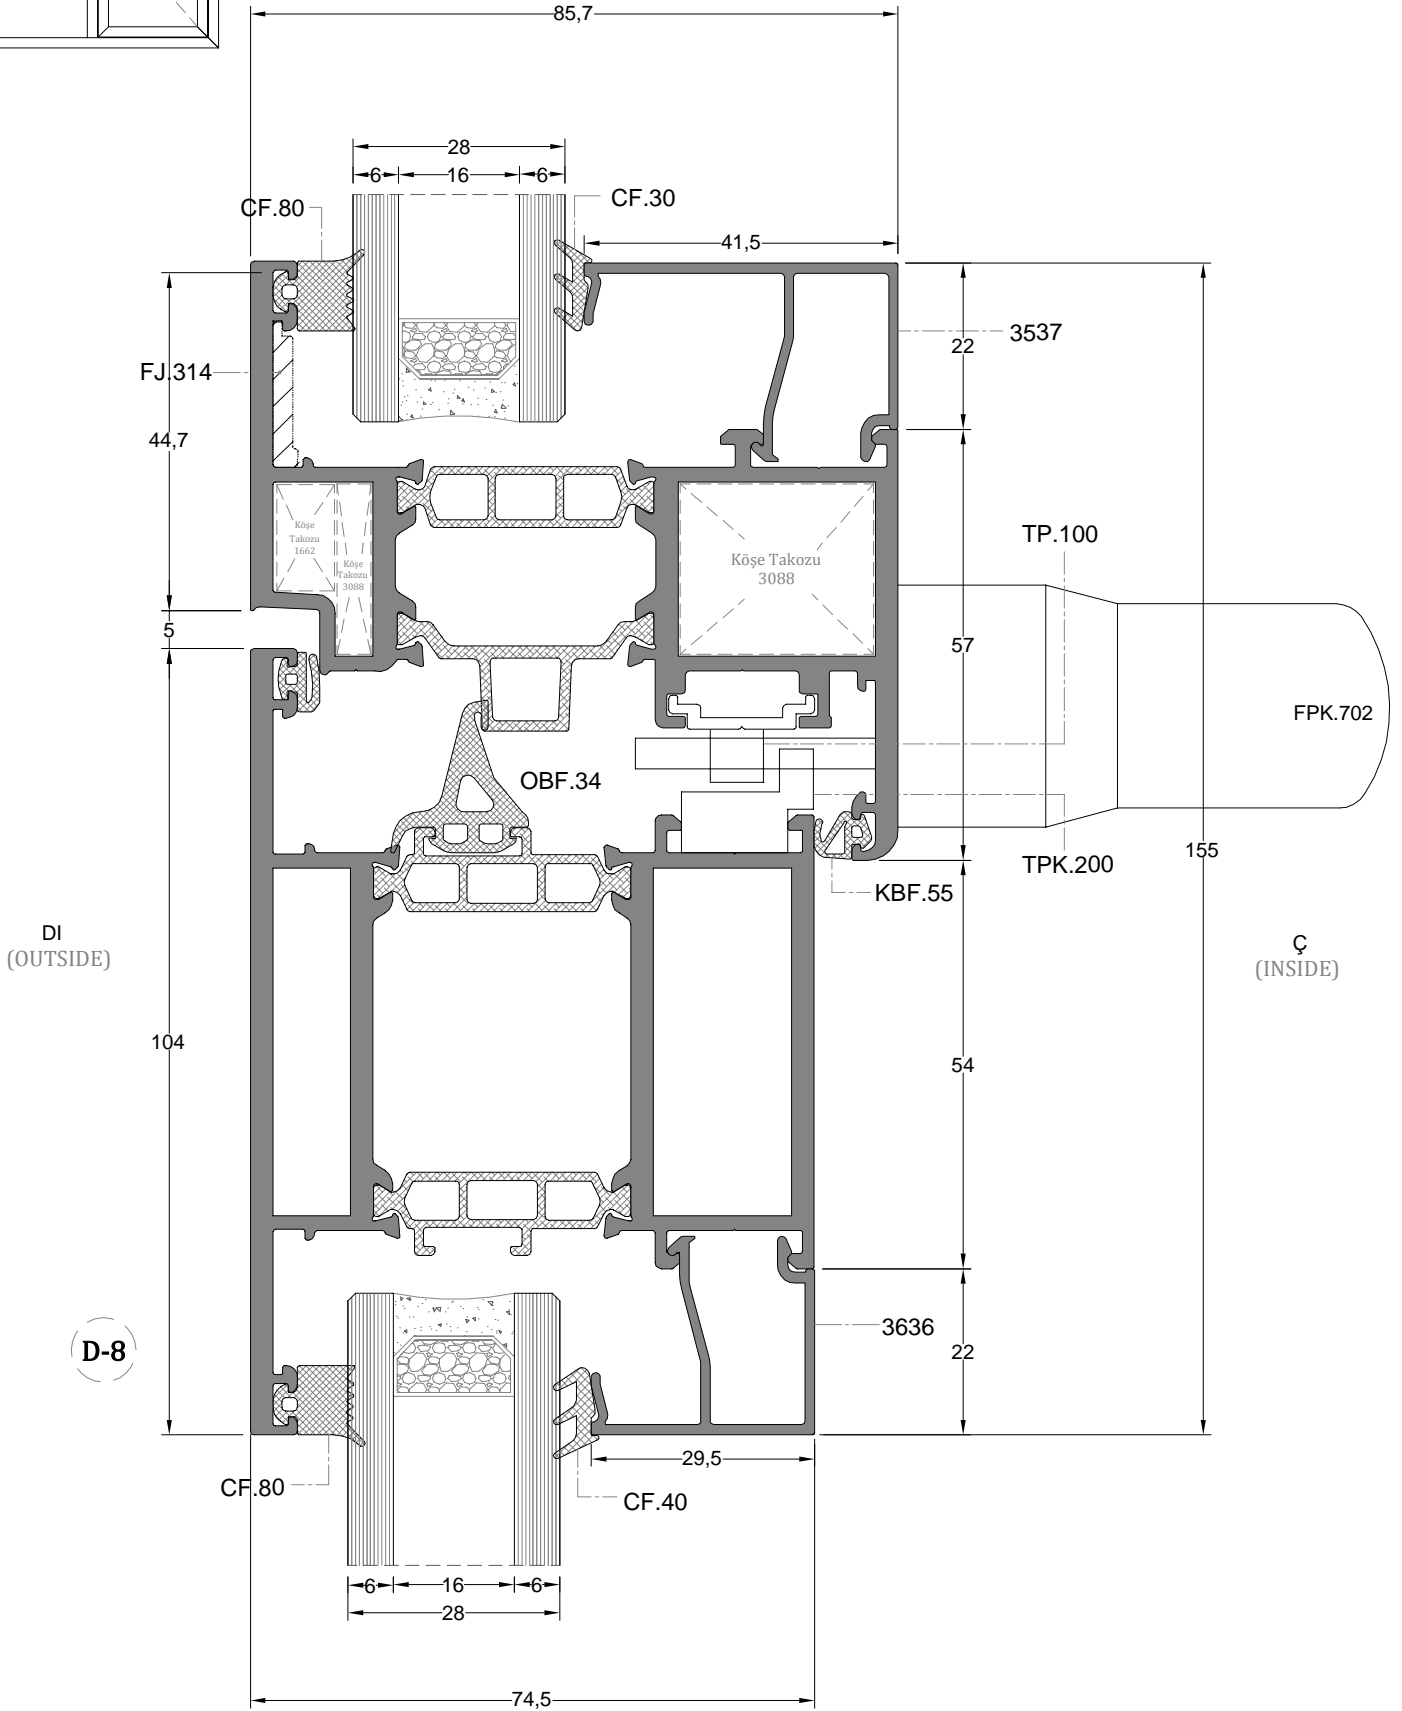 85,7
28
6
16
6
CF.80
CF.30
41,5
22
3537
FJ.314
44,7
Köşe
Takozu
1662
Köşe
Takozu
3088
Köşe Takozu
3088
TP.100
5
57
FPK.702
OBF.34
155
TPK.200
KBF.55
DI
(OUTSIDE)
Ç
(INSIDE)
104
54
3636
D-8
22
29,5
CF.80
CF.40
6
16
6
28
74,5